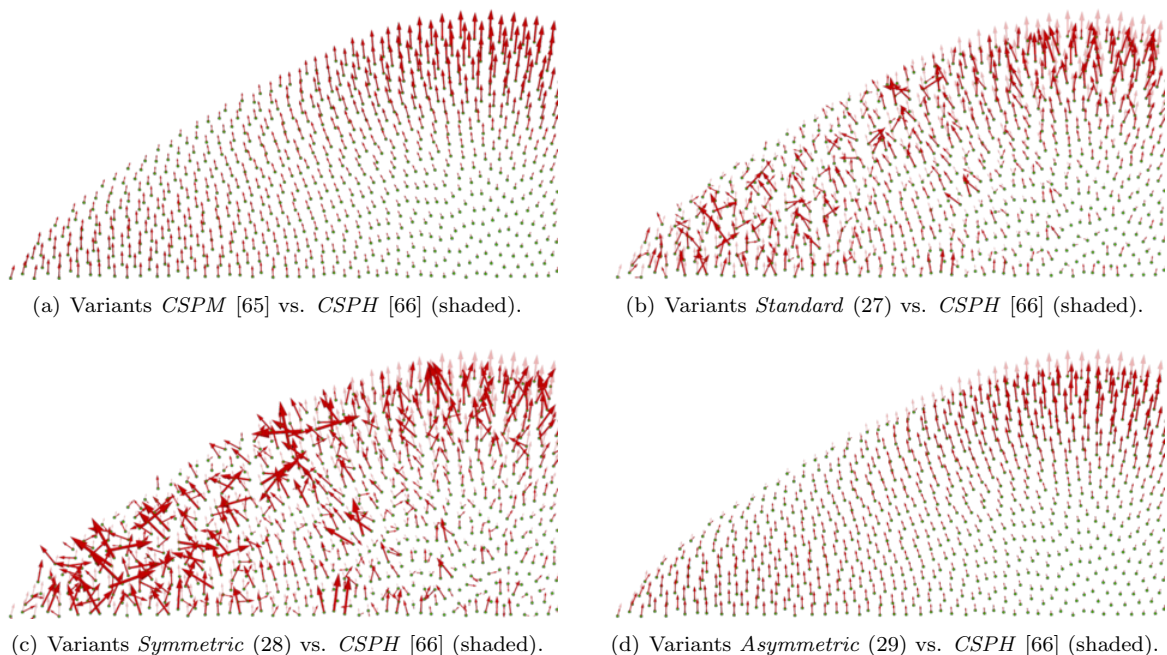 (a) Variants CSPM [65] vs. CSPH [66] (shaded).
(b) Variants Standard (27) vs. CSPH [66] (shaded).
(c) Variants Symmetric (28) vs. CSPH [66] (shaded).
(d) Variants Asymmetric (29) vs. CSPH [66] (shaded).